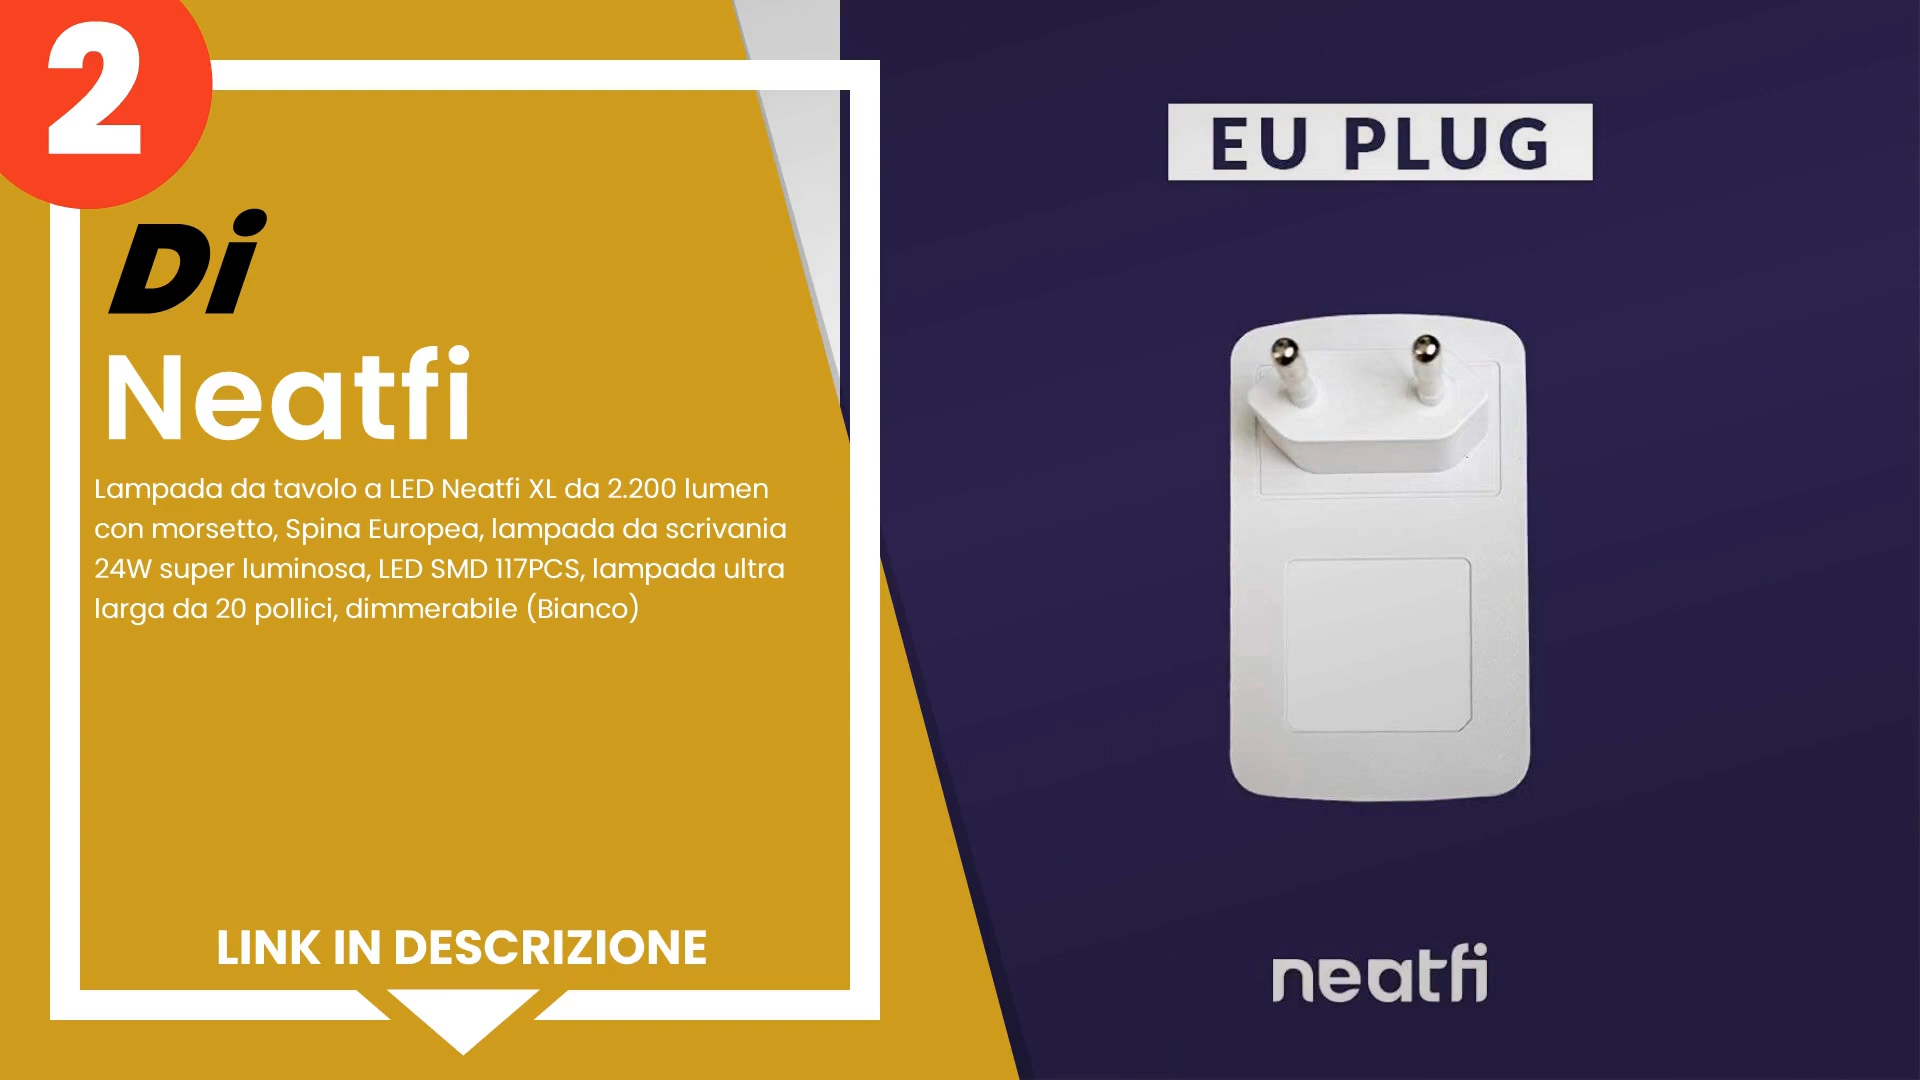 2
Di
Neatfi
Lampada da tavolo a LED Neatfi XL da 2.200 lumen
con morsetto, Spina Europea, lampada da scrivania
24W super luminosa, LED SMD 117PCS, lampada ultra
larga da 20 pollici, dimmerabile (Bianco)
LINK IN DESCRIZIONE
EU PLUG
neatfi